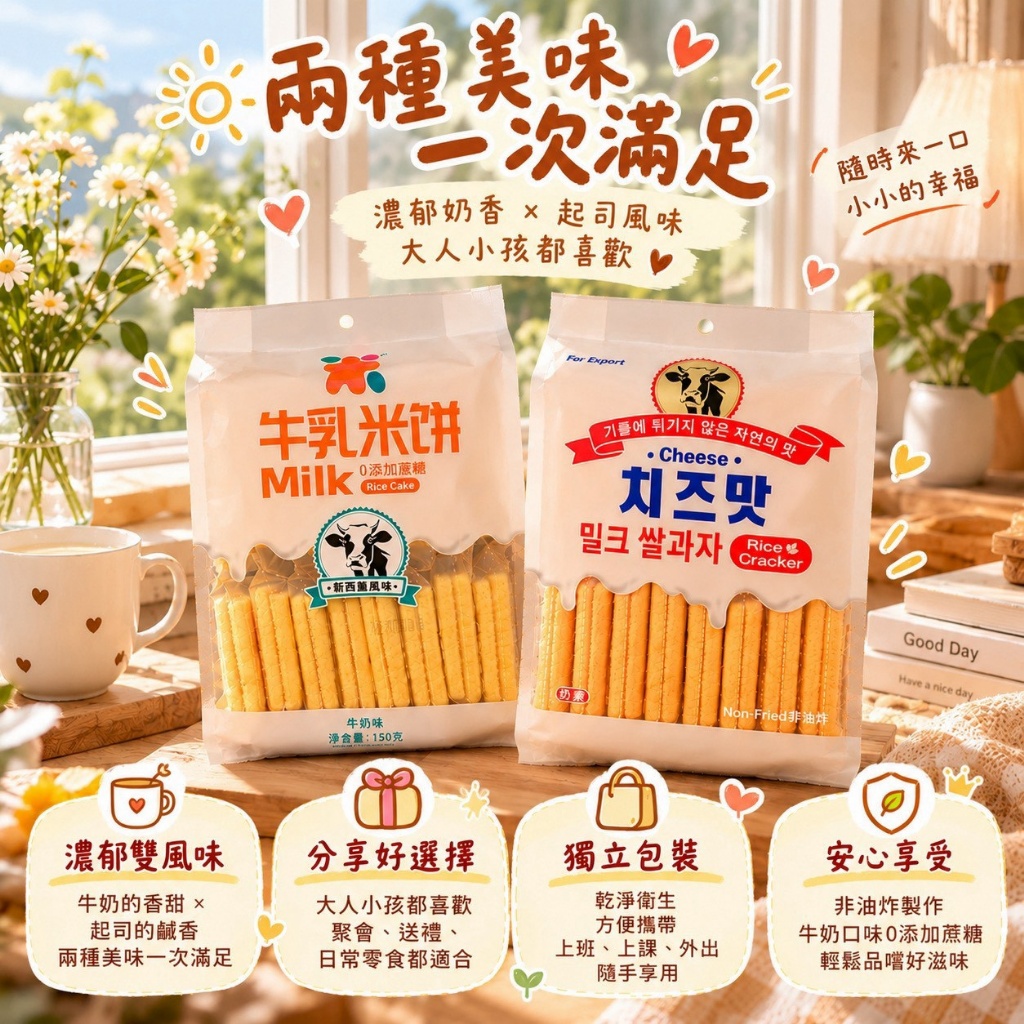 兩種美味
一次滿足
濃郁奶香 × 起司風味
大人小孩都喜歡
隨時來一口
小小的幸福
牛乳米饼
Milk
0添加蔗糖
Rice Cake
新西蘭風味
牛奶味
淨含量:150克
For Export
기름에 튀기지 않은 자연의 맛
• Cheese •
치즈맛
밀크 쌀과자
Rice
Cracker
奶素
Non-Fried非油炸
Good Day
Have a nice day
濃郁雙風味
牛奶的香甜 ×
起司的鹹香
兩種美味一次滿足
分享好選擇
大人小孩都喜歡
聚會、送禮、
日常零食都適合
獨立包裝
乾淨衛生
方便攜帶
上班、上課、外出
隨手享用
安心享受
非油炸製作
牛奶口味0添加蔗糖
輕鬆品嚐好滋味